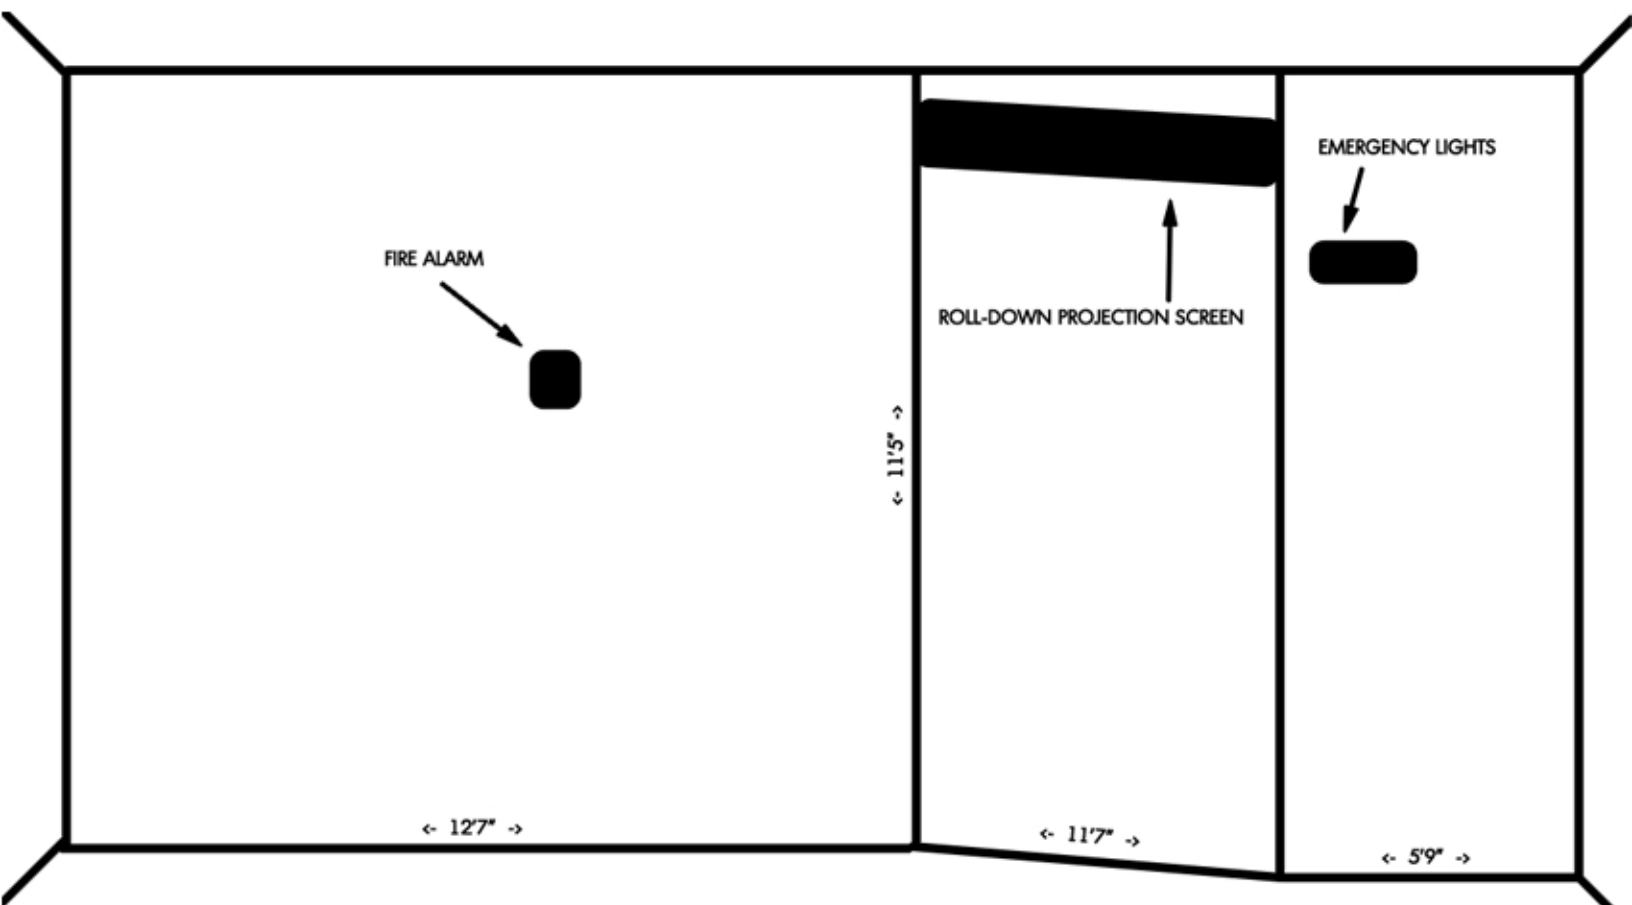 EMERGENCY LIGHTS
FIRE ALARM
ROLL-DOWN PROJECTION SCREEN
<- 11'5" ->
<- 12'7" ->
<- 11'7" ->
<- 5'9" ->